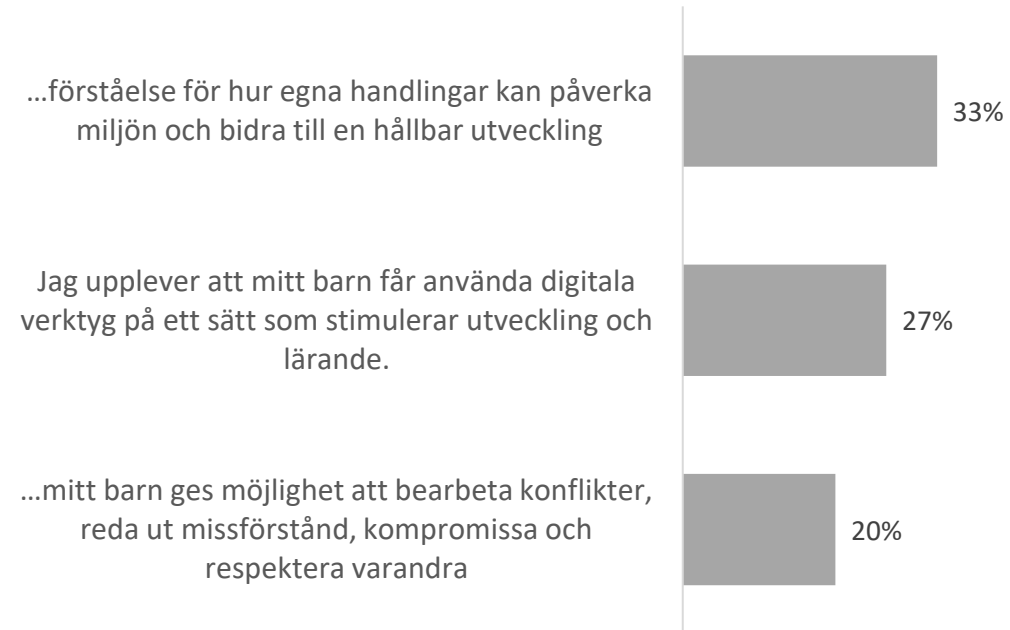 …förståelse för hur egna handlingar kan påverka
miljön och bidra till en hållbar utveckling
33%
Jag upplever att mitt barn får använda digitala
verktyg på ett sätt som stimulerar utveckling och
lärande.
27%
…mitt barn ges möjlighet att bearbeta konflikter,
reda ut missförstånd, kompromissa och
respektera varandra
20%